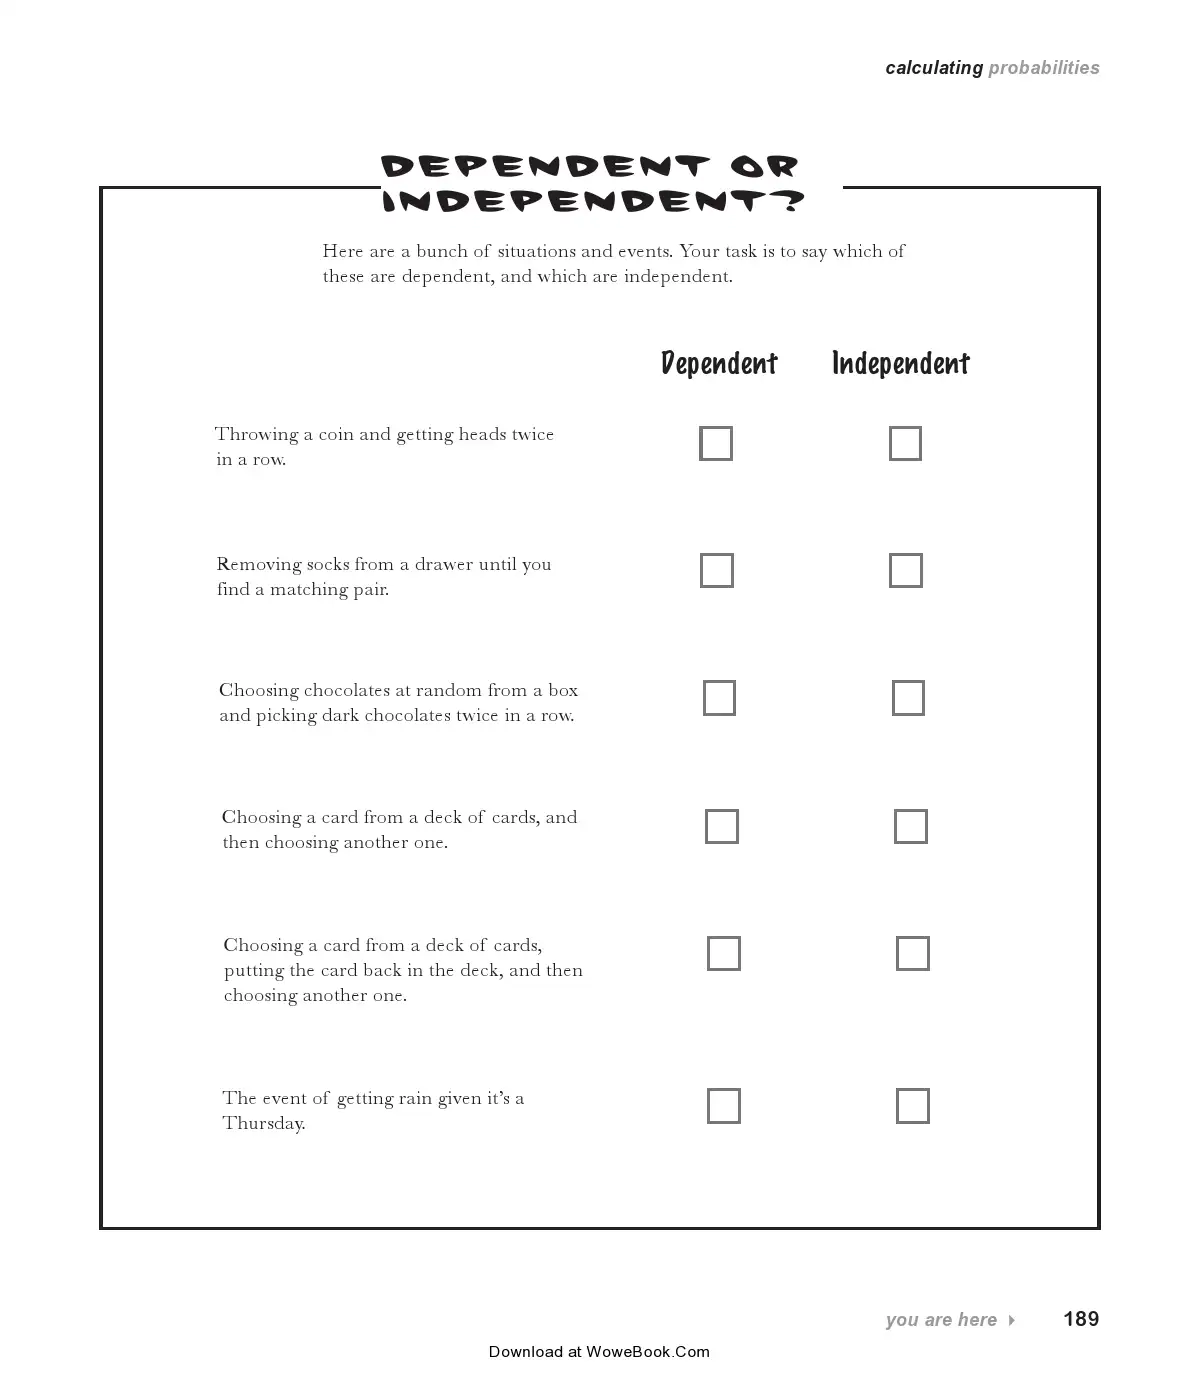 calculating probabilities
DEPENDENT OR
INDEPENDENT?
Here are a bunch of situations and events. Your task is to say which of
these are dependent, and which are independent.
Dependent Independent
Throwing a coin and getting heads twice
in a row.
Removing socks from a drawer until you
find a matching pair.
Choosing chocolates at random from a box
and picking dark chocolates twice in a row.
Choosing a card from a deck of cards, and
then choosing another one.
Choosing a card from a deck of cards,
putting the card back in the deck, and then
choosing another one.
The event of getting rain given it's a
Thursday.
you are here 189
Download at WoweBook.Com